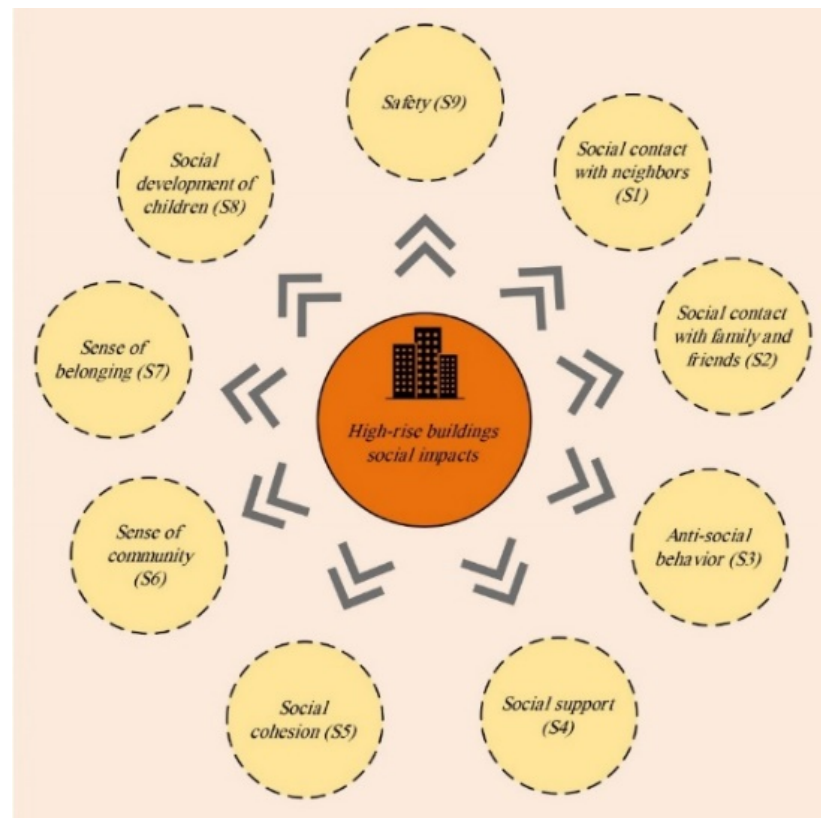 Safety (S9)
Social contact
with neighbors
(S1)
Social contact
with family and
friends (S2)
Anti-social
behavior (S3)
Social support
(S4)
Social
cohesion (S5)
Sense of
community
(S6)
Sense of
belonging (S7)
Social
development of
children (S8)
High-rise buildings
social impacts